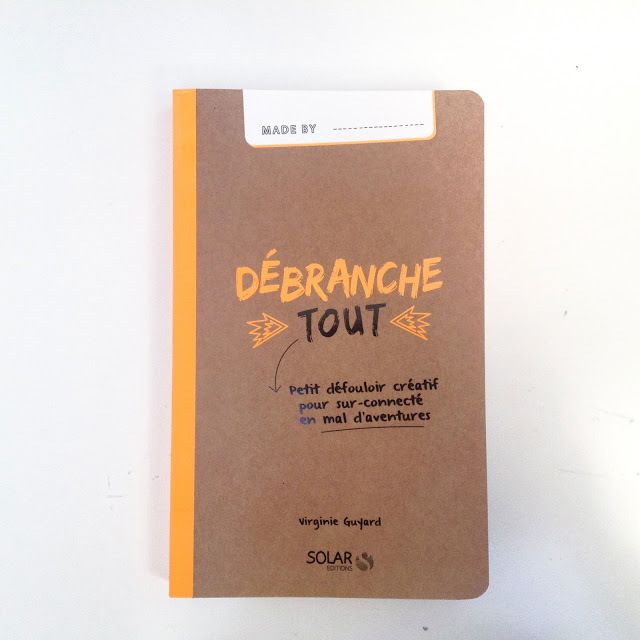 MADE BY
DÉBRANCHE
TOUT
Petit défouloir créatif
pour sur-connecté
en mal d'aventures
Virginie Guyard
SOLAR S
EDITIONS